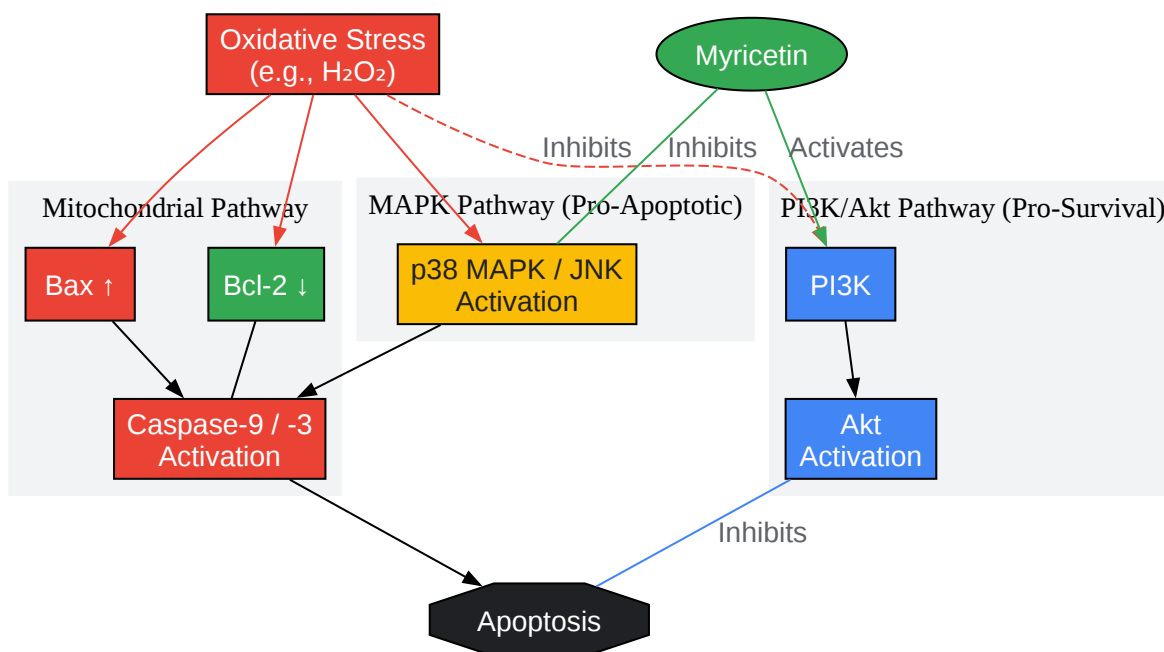 Oxidative Stress
(e.g., H₂O₂)
Myricetin
Inhibits
Inhibits
Activates
Mitochondrial Pathway
MAPK Pathway (Pro-Apoptotic)
PI3K/Akt Pathway (Pro-Survival)
Bax ↑
Bcl-2 ↓
p38 MAPK / JNK
Activation
PI3K
Caspase-9 / -3
Activation
Akt
Activation
Inhibits
Apoptosis